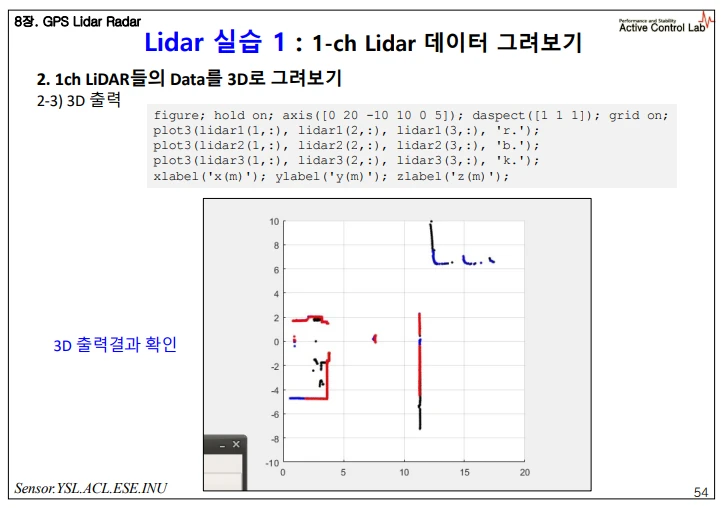 8장. GPS Lidar Radar
Performance and Stability
Active Control Lab
Lidar 실습 1 : 1-ch Lidar 데이터 그려보기
2. 1ch LiDAR들의 Data를 3D로 그려보기
2-3) 3D 출력
figure; hold on; axis([0 20 -10 10 0 5]); daspect([1 1 1]); grid on;
plot3(lidar1(1,:), lidar1(2,:), lidar1(3,:), 'r.');
plot3(lidar2(1,:), lidar2(2,:), lidar2(3,:), 'b.');
plot3(lidar3(1,:), lidar3(2,:), lidar3(3,:), 'k.');
xlabel('x(m)'); ylabel('y(m)'); zlabel('z(m)');
10
8
6
4
2
0
-2
-4
-6
-8
-10
0 5 10 15 20
3D 출력결과 확인
Sensor.YSL.ACL.ESE.INU
54